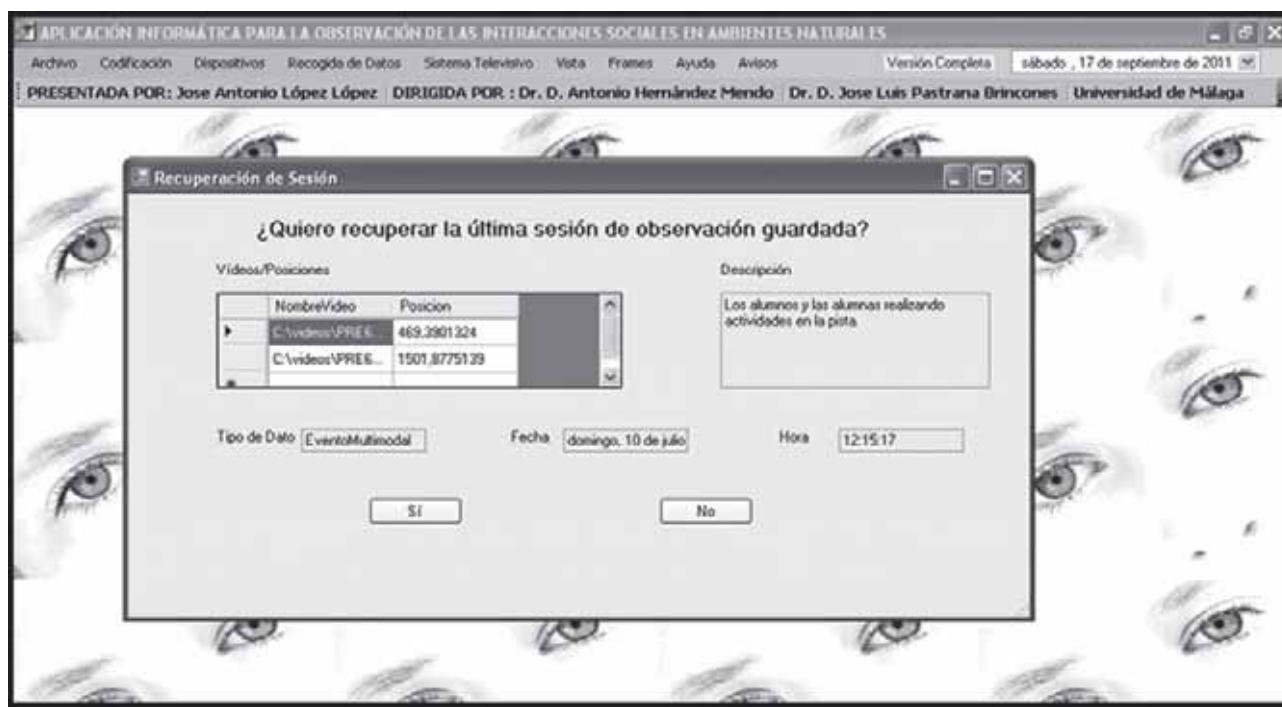 APLICACIÓN INFORMÁTICA PARA LA OBSERVACIÓN DE LAS INTERACCIONES SOCIALES EN AMBIENTES NATURALES
Archivo Codificación Dispositivos Recogida de Datos Sistema Televisivo Vista Frames Ayuda Avisos Versión Completa sábado , 17 de septiembre de 2011
PRESENTADA POR: Jose Antonio López López DIRIGIDA POR : Dr. D. Antonio Hernández Mendo Dr. D. Jose Luis Pastrana Brincones Universidad de Málaga
Recuperación de Sesión
¿Quiere recuperar la última sesión de observación guardada?
Vídeos/Posiciones Descripción
NombreVideo Posicion
C:\videos\PRE6... 469,3901324
C:\videos\PRE6... 1501,8775139
Los alumnos y las alumnas realizando
actividades en la pista.
Tipo de Dato EventoMultimodal Fecha domingo, 10 de julio Hora 12:15:17
Sí No